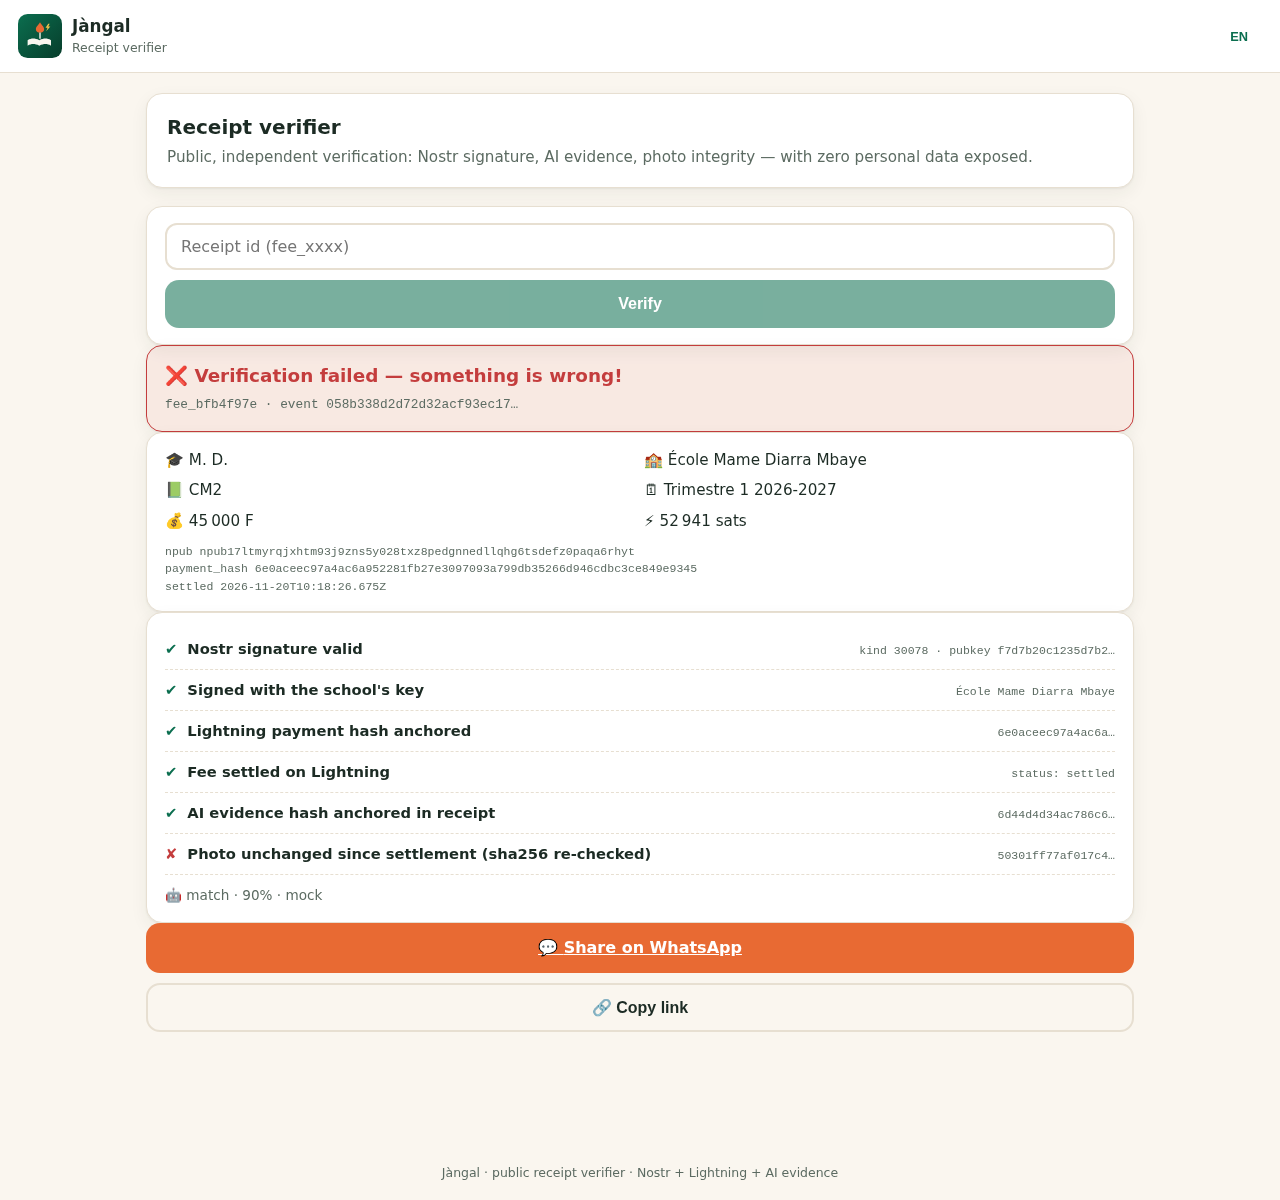 Jàngal
Receipt verifier
EN
Receipt verifier
Public, independent verification: Nostr signature, AI evidence, photo integrity — with zero personal data exposed.
Receipt id (fee_xxxx)
Verify
❌ Verification failed — something is wrong!
fee_bfb4f97e · event 058b338d2d72d32acf93ec17…
🎓 M. D.
🏫 École Mame Diarra Mbaye
📗 CM2
🗓 Trimestre 1 2026-2027
💰 45 000 F
⚡ 52 941 sats
npub npub17ltmyrqjxhtm93j9zns5y028txz8pedgnnedllqhg6tsdefz0paqa6rhyt
payment_hash 6e0aceec97a4ac6a952281fb27e3097093a799db35266d946cdbc3ce849e9345
settled 2026-11-20T10:18:26.675Z
✔ Nostr signature valid kind 30078 · pubkey f7d7b20c1235d7b2…
✔ Signed with the school's key École Mame Diarra Mbaye
✔ Lightning payment hash anchored 6e0aceec97a4ac6a…
✔ Fee settled on Lightning status: settled
✔ AI evidence hash anchored in receipt 6d44d4d34ac786c6…
✘ Photo unchanged since settlement (sha256 re-checked) 50301ff77af017c4…
🤖 match · 90% · mock
💬 Share on WhatsApp
🔗 Copy link
Jàngal · public receipt verifier · Nostr + Lightning + AI evidence